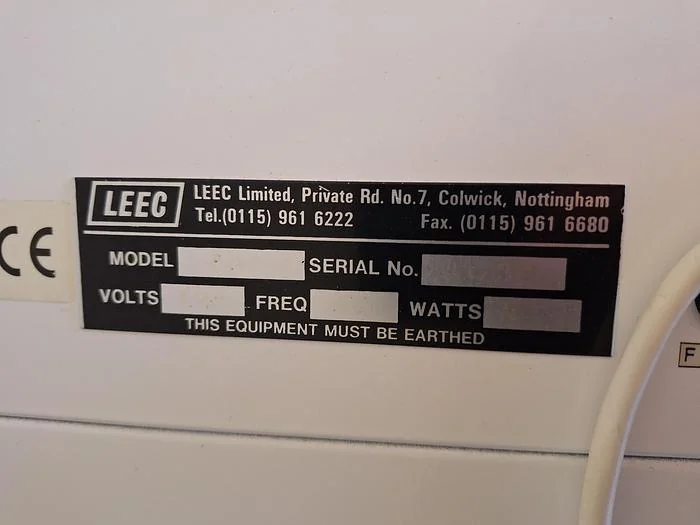 LEEC
LEEC Limited, Private Rd. No.7, Colwick, Nottingham
Tel.(0115) 961 6222 Fax. (0115) 961 6680
CE
MODEL SERIAL No.
VOLTS FREQ WATTS
THIS EQUIPMENT MUST BE EARTHED
F